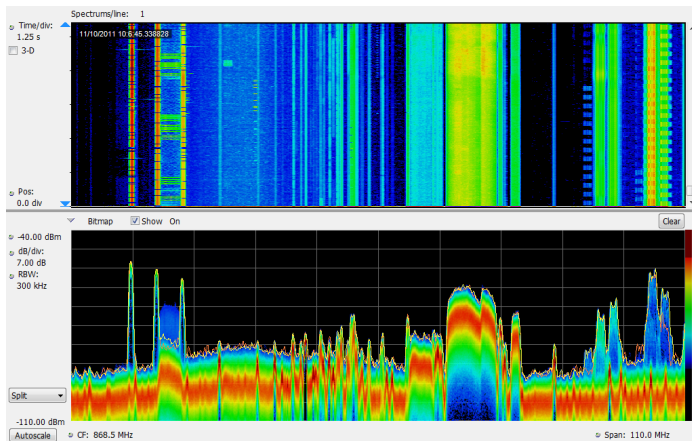 Spectrums/line: 1
Time/div:
1.25 s
3-D
11/10/2011 10:6:45.338828
Pos:
0.0 div
Bitmap Show On Clear
-40.00 dBm
dB/div:
7.00 dB
RBW:
300 kHz
Split
-110.00 dBm
Autoscale CF: 868.5 MHz Span: 110.0 MHz